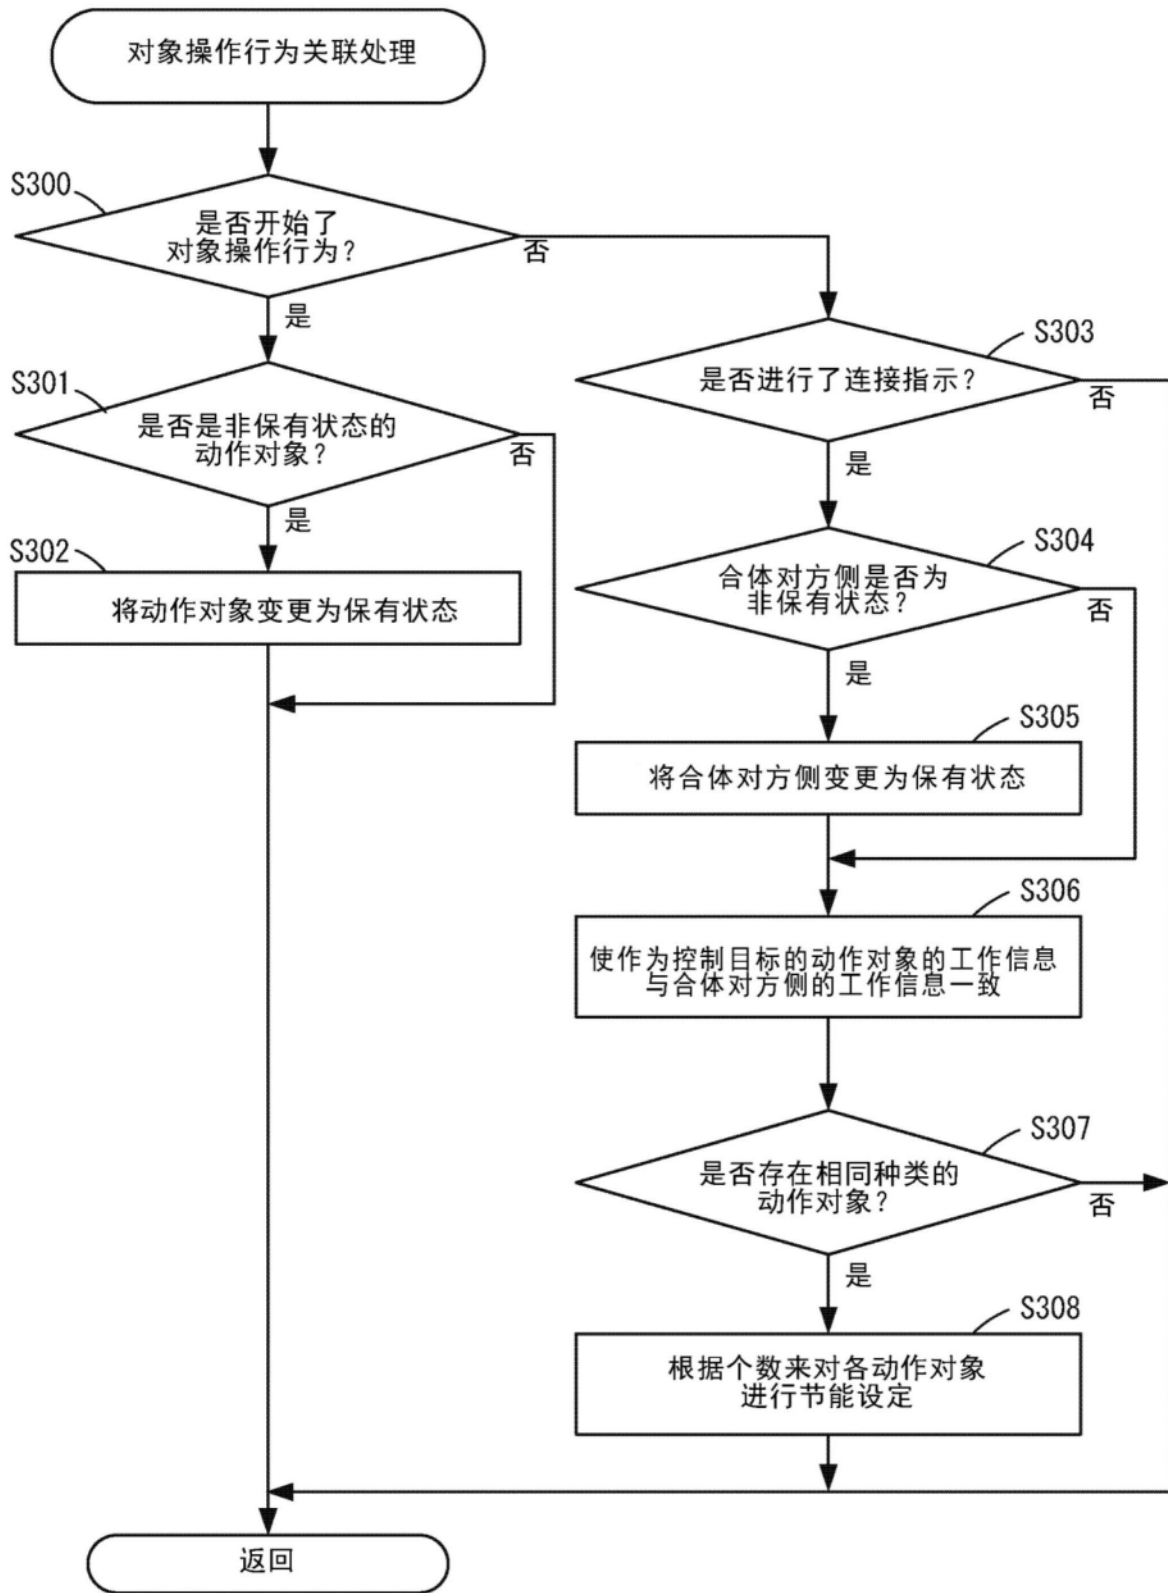 对象操作行为关联处理
S300
是否开始了
对象操作行为？
否
是
S301
是否是非保有状态的
动作对象？
否
是
S302
将动作对象变更为保有状态
S303
是否进行了连接指示？
否
是
S304
合体对方侧是否为
非保有状态？
否
是
S305
将合体对方侧变更为保有状态
S306
使作为控制目标的动作对象的工作信息
与合体对方侧的工作信息一致
S307
是否存在相同种类的
动作对象？
否
是
S308
根据个数来对各动作对象
进行节能设定
返回